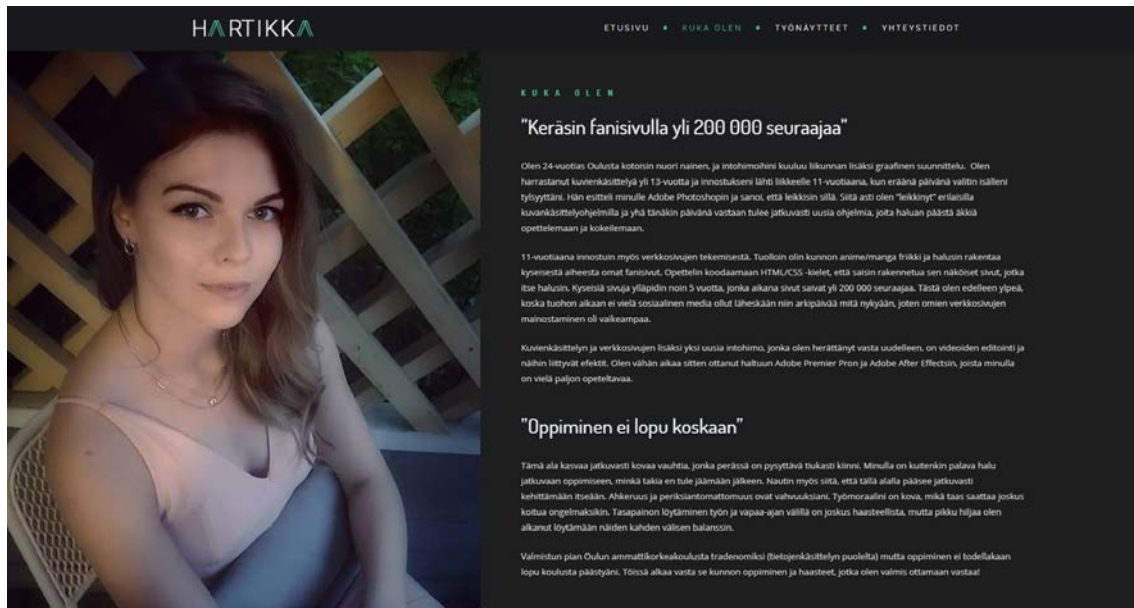 HARTIKKA
ETUSIVU • KUKA OLEN • TYÖNÄYTTEET • YHTEYSTIEDOT
KUKA OLEN
"Keräsin fanisivulla yli 200 000 seuraajaa"
Olen 24-vuotias Oulusta kotoisin nuori nainen, ja intohimoihini kuuluu liikunnan lisäksi graafinen suunnittelu. Olen
harrastanut kuvienkäsittelyä yli 13-vuotta ja innostukseni lähti liikkeelle 11-vuotiaana, kun eräänä päivänä valitin isälleni
tylsyyttäni. Hän esitteli minulle Adobe Photoshopin ja sanoi, että leikkisin sillä. Siitä asti olen "leikkinyt" erilaisilla
kuvankäsittelyohjelmilla ja yhä tänäkin päivänä vastaan tulee jatkuvasti uusia ohjelmia, joita haluan päästä äkkiä
opettelemaan ja kokeilemaan.
11-vuotiaana innostuin myös verkkosivujen tekemisestä. Tuolloin olin kunnon anime/manga friikki ja halusin rakentaa
kyseisestä aiheesta omat fanisivut. Opettelin koodaamaan HTML/CSS -kielet, että saisin rakennetua sen näköiset sivut, jotka
itse halusin. Kyseisiä sivuja ylläpidin noin 5 vuotta, jonka aikana sivut saivat yli 200 000 seuraajaa. Tästä olen edelleen ylpeä,
koska tuohon aikaan ei vielä sosiaalinen media ollut läheskään niin arkipäivää mitä nykyään, joten omien verkkosivujen
mainostaminen oli vaikeampaa.
Kuvienkäsittelyn ja verkkosivujen lisäksi yksi uusia intohimo, jonka olen herättänyt vasta uudelleen, on videoiden editointi ja
näihin liittyvät efektit. Olen vähän aikaa sitten ottanut haltuun Adobe Premier Pron ja Adobe After Effectsin, joista minulla
on vielä paljon opeteltavaa.
"Oppiminen ei lopu koskaan"
Tämä ala kasvaa jatkuvasti kovaa vauhtia, jonka perässä on pysyttävä tiukasti kiinni. Minulla on kuitenkin palava halu
jatkuvaan oppimiseen, minkä takia en tule jäämään jälkeen. Nautin myös siitä, että tällä alalla pääsee jatkuvasti
kehittämään itseään. Ahkeruus ja periksiantomattomuus ovat vahvuuksiani. Työmoraalini on kova, mikä taas saattaa joskus
koitua ongelmaksikin. Tasapainon löytäminen työn ja vapaa-ajan välillä on joskus haasteellista, mutta pikku hiljaa olen
alkanut löytämään näiden kahden välisen balanssin.
Valmistun pian Oulun ammattikorkeakoulusta tradenomiksi (tietojenkäsittelyn puolelta) mutta oppiminen ei todellakaan
lopu koulusta päästyäni. Töissä alkaa vasta se kunnon oppiminen ja haasteet, jotka olen valmis ottamaan vastaa!